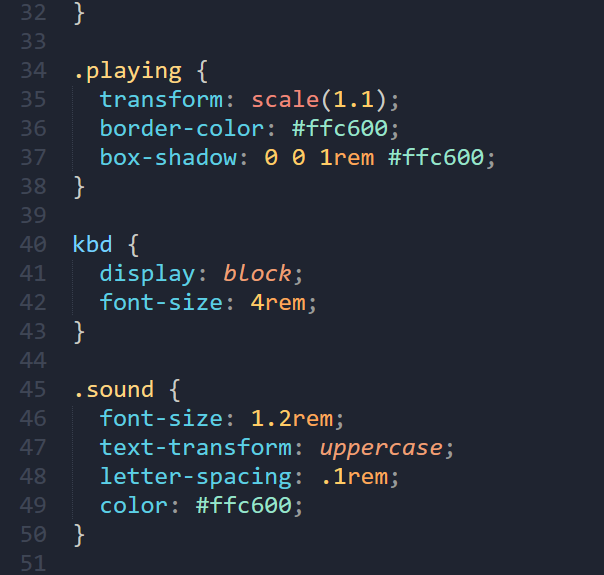 32 }
33
34 .playing {
35   transform: scale(1.1);
36   border-color: #ffc600;
37   box-shadow: 0 0 1rem #ffc600;
38 }
39
40 kbd {
41   display: block;
42   font-size: 4rem;
43 }
44
45 .sound {
46   font-size: 1.2rem;
47   text-transform: uppercase;
48   letter-spacing: .1rem;
49   color: #ffc600;
50 }
51